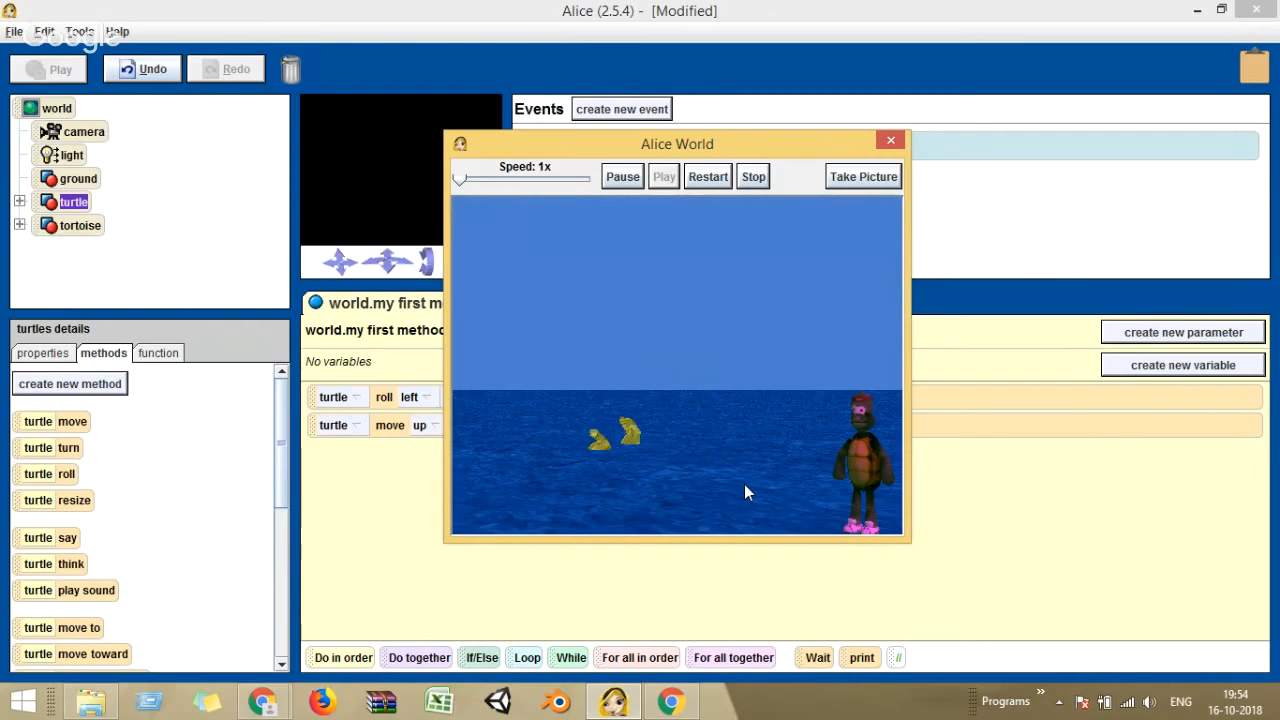 Alice (2.5.4) - [Modified]
File Edit Tools Help
Google
Play Undo Redo
world
camera
light
ground
turtle
tortoise
Events create new event
Alice World
Speed: 1x
Pause Play Restart Stop Take Picture
turtles details
properties methods function
create new method
turtle move
turtle turn
turtle roll
turtle resize
turtle say
turtle think
turtle play sound
turtle move to
turtle move toward
world.my first m
world.my first method
No variables
create new parameter
create new variable
turtle roll left
turtle move up
Do in order Do together If/Else Loop While For all in order For all together Wait print //
Programs » ENG
19:54
16-10-2018